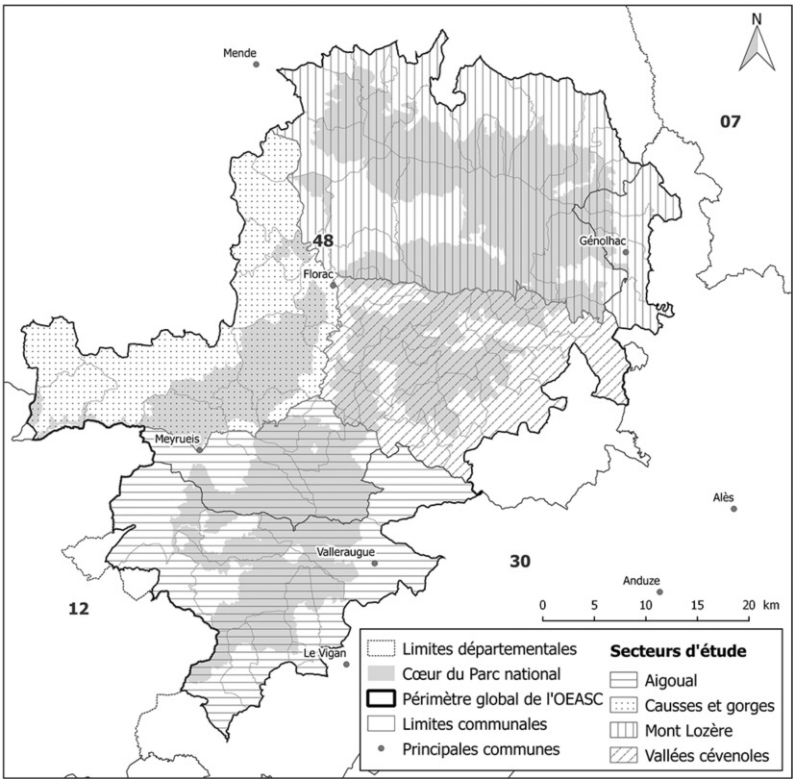 N
Mende
07
48
Génolhac
Florac
Meyrueis
Alès
Valleraugue
30
Anduze
12
0 5 10 15 20 km
Le Vigan
Limites départementales
Cœur du Parc national
Périmètre global de l'OEASC
Limites communales
Principales communes
Secteurs d'étude
Aigoual
Causses et gorges
Mont Lozère
Vallées cévenoles